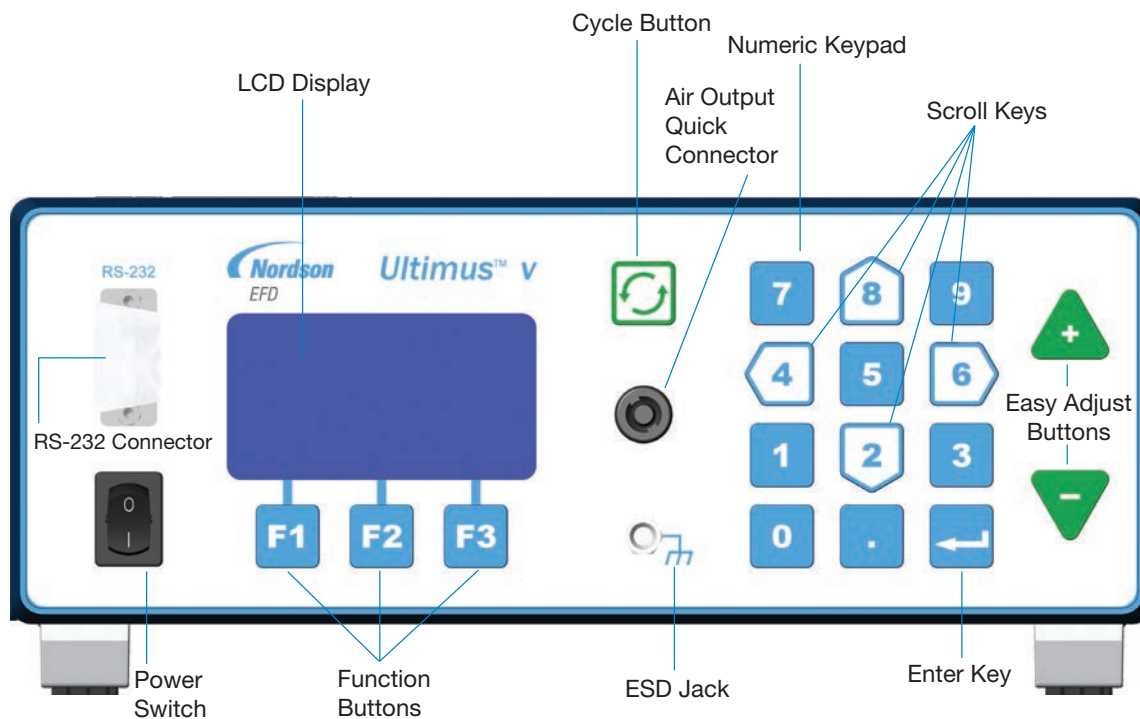 Cycle Button
Numeric Keypad
LCD Display
Air Output
Quick
Connector
Scroll Keys
RS-232
Nordson
EFD
Ultimus™ V
7
8
9
+
4
5
6
Easy Adjust
Buttons
RS-232 Connector
1
2
3
−
O
I
F1
F2
F3
0
.
Power
Switch
Function
Buttons
ESD Jack
Enter Key